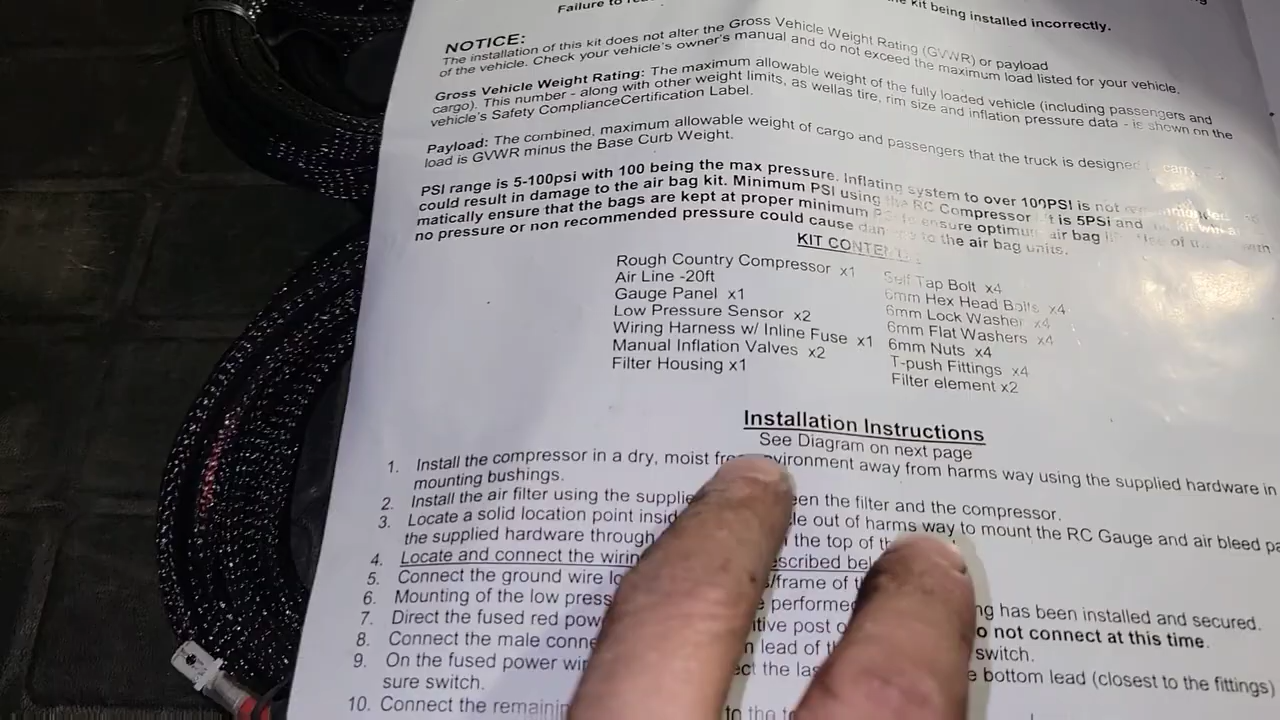 Failure to
kit being installed incorrectly.
NOTICE:
The installation of this kit does not alter the Gross Vehicle Weight Rating (GVWR) or payload
of the vehicle. Check your vehicle's owner's manual and do not exceed the maximum load listed for your vehicle.
Gross Vehicle Weight Rating: The maximum allowable weight of the fully loaded vehicle (including passengers and
cargo). This number - along with other weight limits, as wellas tire, rim size and inflation pressure data - is shown on the
vehicle's Safety ComplianceCertification Label.
Payload: The combined, maximum allowable weight of cargo and passengers that the truck is designed
load is GVWR minus the Base Curb Weight.
PSI range is 5-100psi with 100 being the max pressure. Inflating system to over 100PSI is not
could result in damage to the air bag kit. Minimum PSI using RC Compressor is 5PSi and
matically ensure that the bags are kept at proper minimum ensure optimum air bag
no pressure or non recommended pressure could cause to the air bag units.
KIT CONTENTS
Rough Country Compressor x1
Air Line -20ft
Gauge Panel x1
Low Pressure Sensor x2
Wiring Harness w/ Inline Fuse x1
Manual Inflation Valves x2
Filter Housing x1
Self Tap Bolt x4
6mm Hex Head Bolts x4
6mm Lock Washer x4
6mm Flat Washers x4
6mm Nuts x4
T-push Fittings x4
Filter element x2
Installation Instructions
See Diagram on next page
1. Install the compressor in a dry, moist environment away from harms way using the supplied hardware in
mounting bushings.
2. Install the air filter using the the filter and the compressor.
3. Locate a solid location point out of harms way to mount the RC Gauge and air bleed
the supplied hardware through the top of
4. Locate and connect the
5. Connect the ground wire
6. Mounting of the low performed has been installed and secured.
7. Direct the fused red post not connect at this time.
8. Connect the male lead of switch.
9. On the fused power the bottom lead (closest to the fittings)
sure switch.
10. Connect the to the